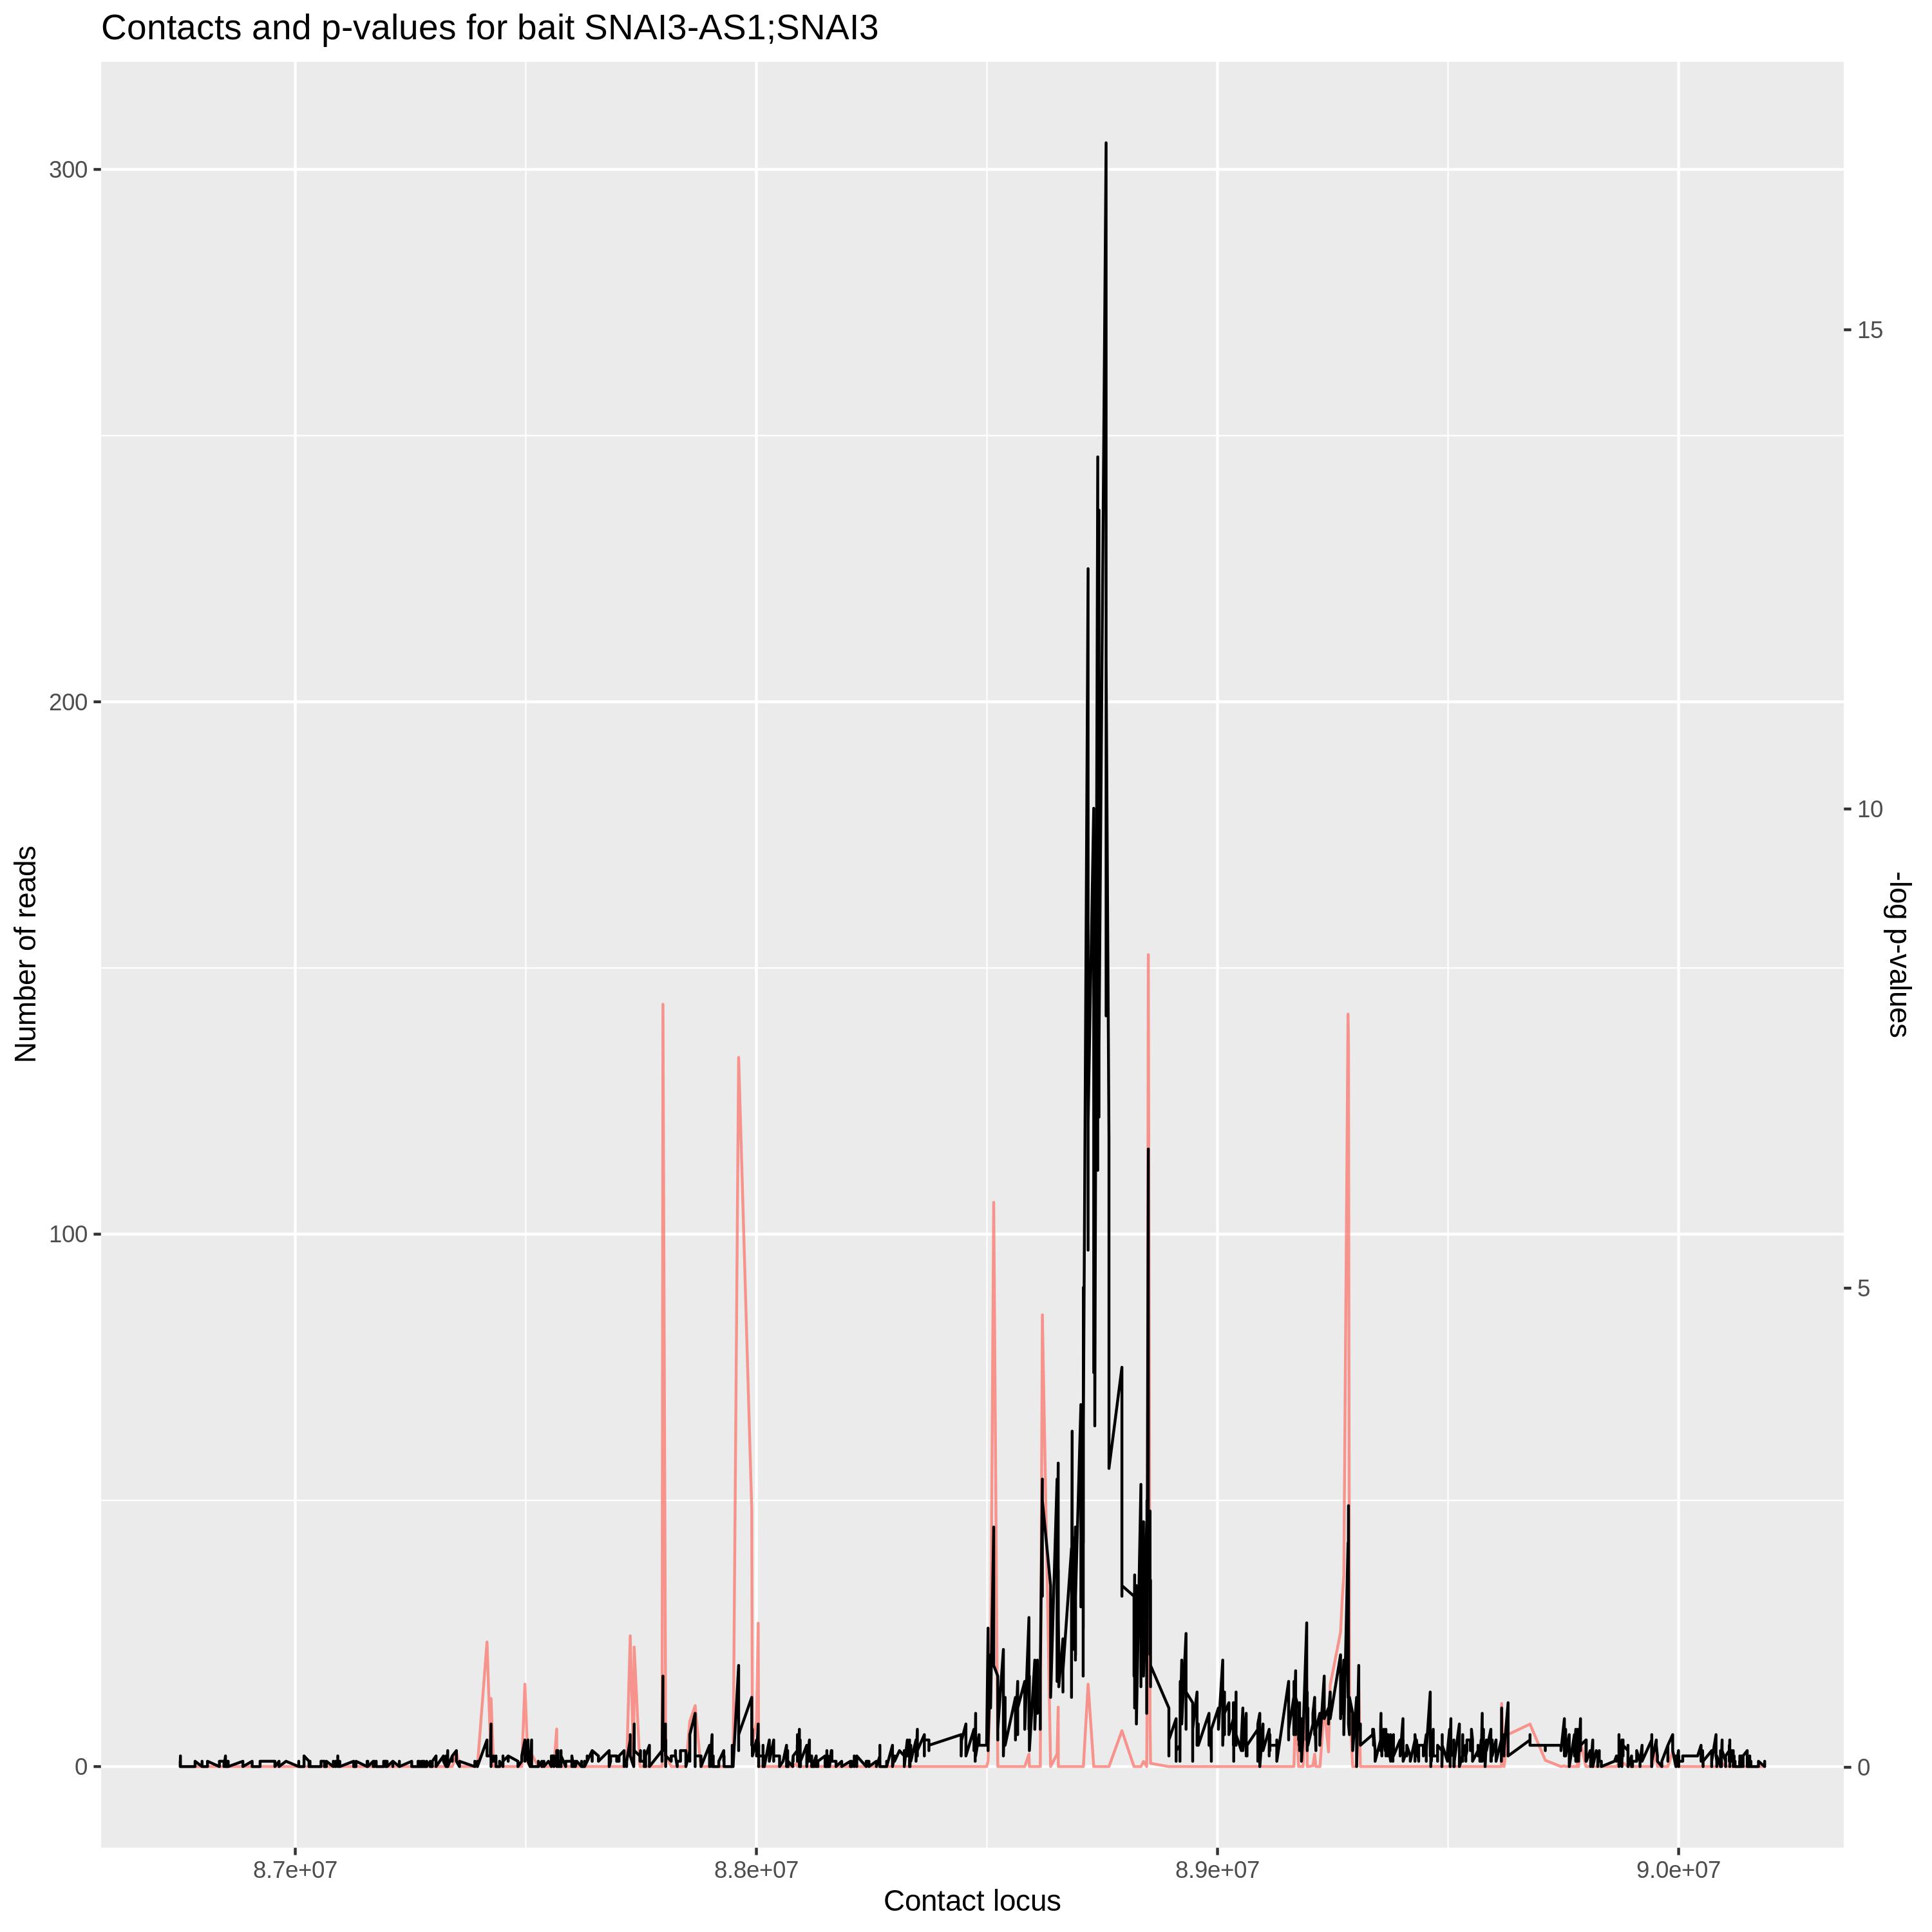 Contacts and p-values for bait SNAI3-AS1;SNAI3
300
200
100
0
Number of reads
15
10
5
0
-log p-values
8.7e+07
8.8e+07
8.9e+07
9.0e+07
Contact locus